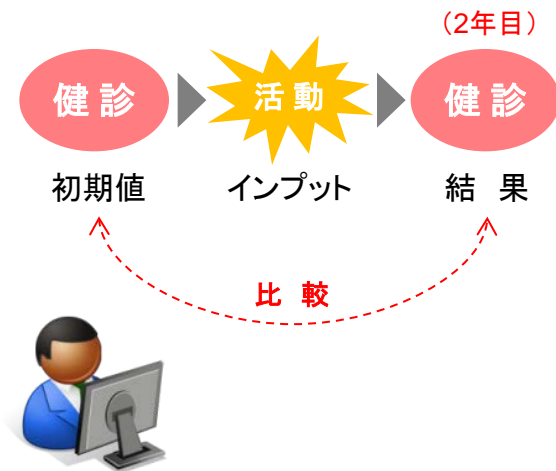 （2年目）
健 診
活 動
健 診
初期値
インプット
結　果
比 較